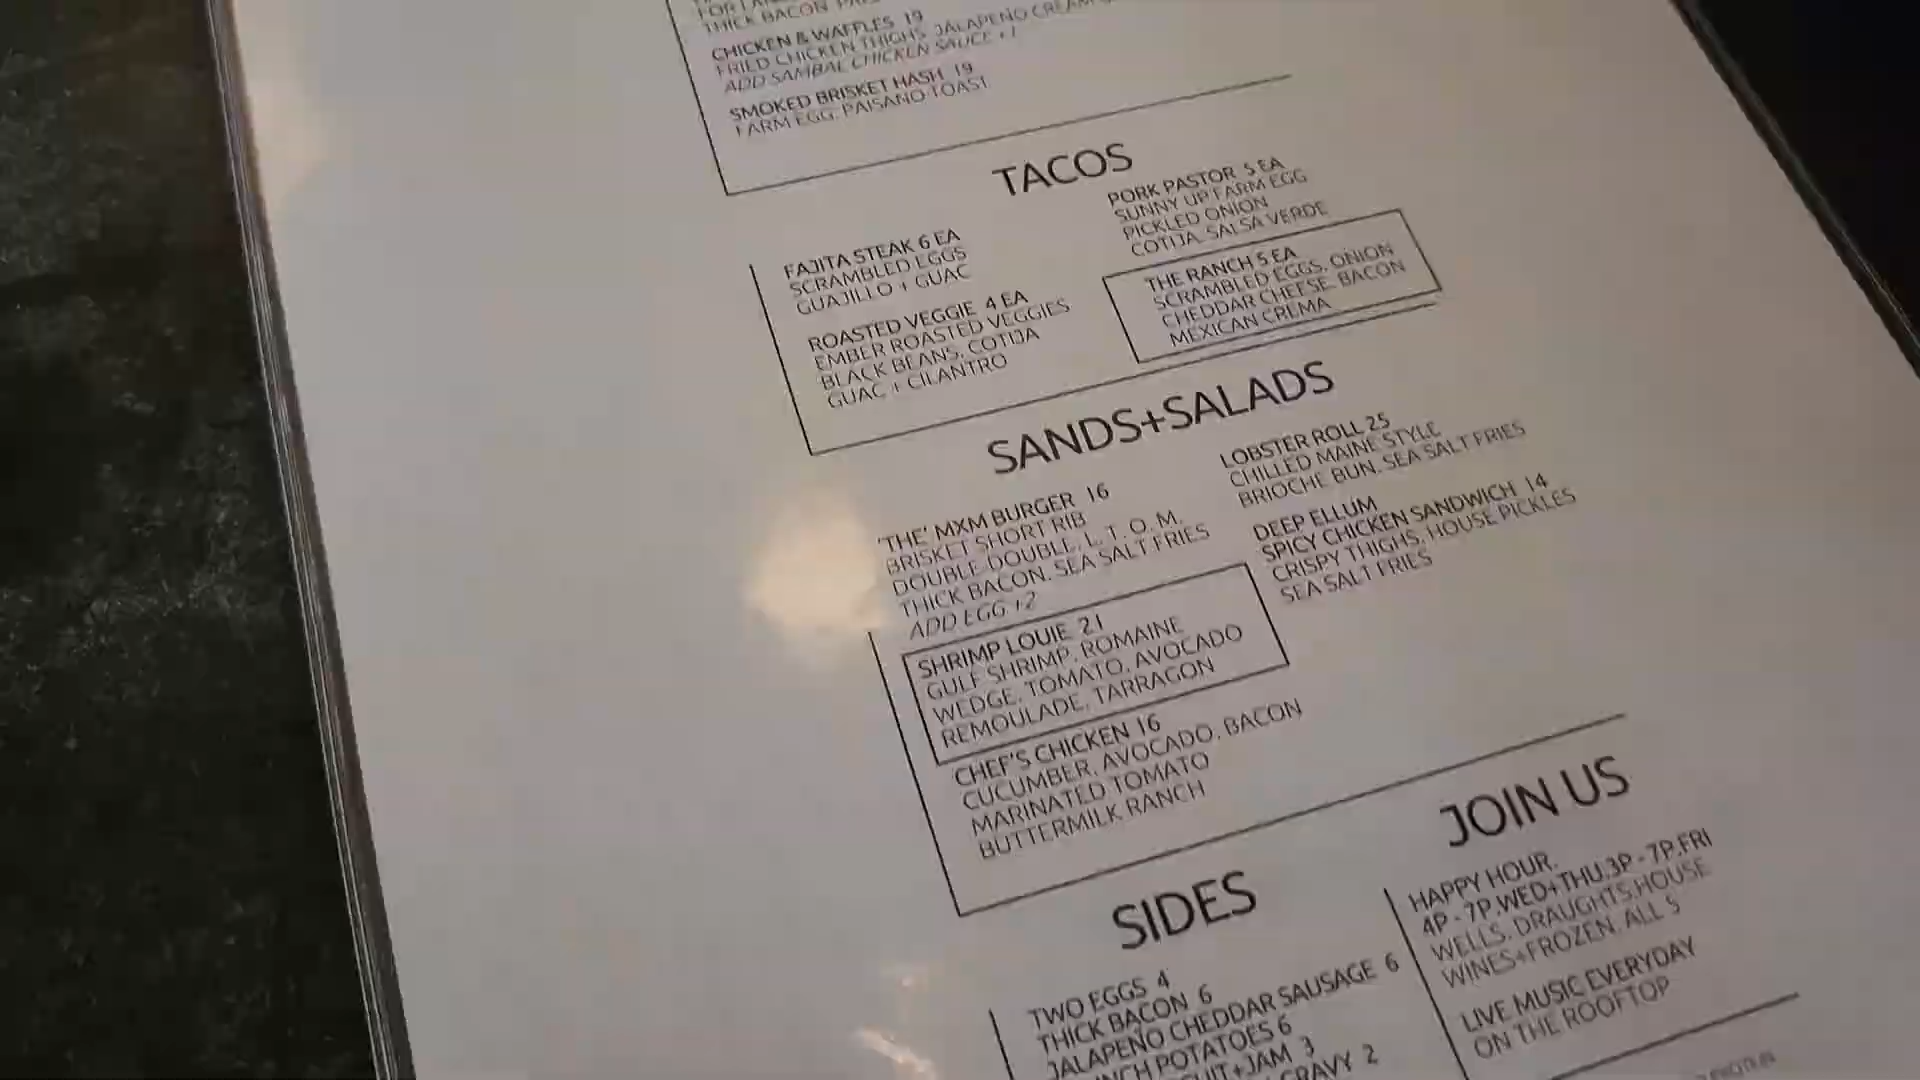 THICK BACON
CHICKEN & WAFFLES 19
FRIED CHICKEN THIGHS, JALAPEÑO CREAM
ADD SAMBAL CHICKEN SAUCE +1
SMOKED BRISKET HASH 19
FARM EGG, PAISANO TOAST
TACOS
FAJITA STEAK 6 EA
SCRAMBLED EGGS
GUAJILLO + GUAC
ROASTED VEGGIE 4 EA
EMBER ROASTED VEGGIES
BLACK BEANS, COTIJA
GUAC + CILANTRO
PORK PASTOR 5 EA
SUNNY UP FARM EGG
PICKLED ONION
COTIJA, SALSA VERDE
THE RANCH 5 EA
SCRAMBLED EGGS, ONION
CHEDDAR CHEESE, BACON
MEXICAN CREMA
SANDS+SALADS
'THE' MXM BURGER 16
BRISKET SHORT RIB
DOUBLE DOUBLE, L. T. O. M.
THICK BACON, SEA SALT FRIES
ADD EGG +2
SHRIMP LOUIE 21
GULF SHRIMP, ROMAINE
WEDGE, TOMATO, AVOCADO
REMOULADE, TARRAGON
CHEF'S CHICKEN 16
CUCUMBER, AVOCADO, BACON
MARINATED TOMATO
BUTTERMILK RANCH
LOBSTER ROLL 25
CHILLED MAINE STYLE
BRIOCHE BUN, SEA SALT FRIES
DEEP ELLUM
SPICY CHICKEN SANDWICH 14
CRISPY THIGHS, HOUSE PICKLES
SEA SALT FRIES
SIDES
TWO EGGS 4
THICK BACON 6
JALAPEÑO CHEDDAR SAUSAGE 6
POTATOES 6
+JAM 3
GRAVY 2
JOIN US
HAPPY HOUR.
4P - 7P.WED+THU.3P - 7P.FRI
WELLS, DRAUGHTS,HOUSE
WINES+FROZEN, ALL 5
LIVE MUSIC EVERYDAY
ON THE ROOFTOP